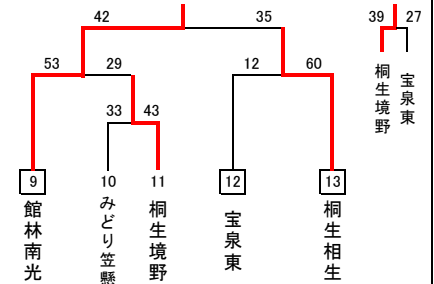 42 35 39 27
53 29 12 60
33 43
9 10 11 12 13
館林南光
みどり笠懸
桐生境野
宝泉東
桐生相生
桐生境野
宝泉東